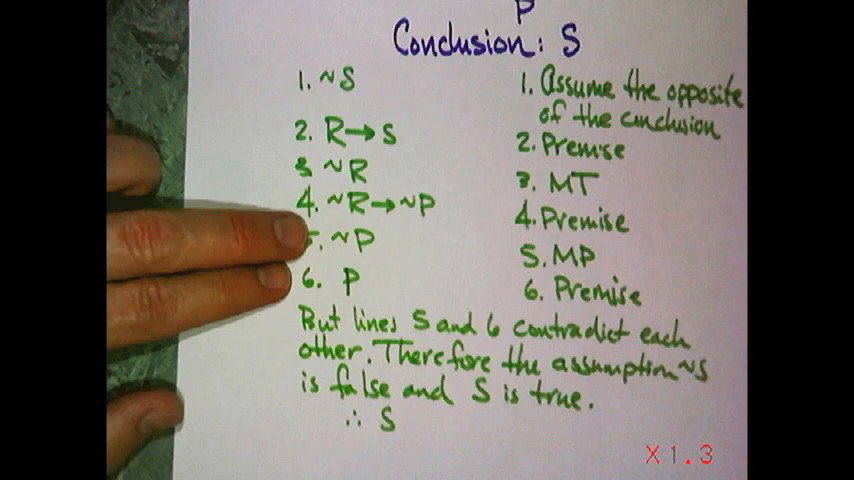 P
Conclusion: S
1. ~S 1. Assume the opposite
of the conclusion
2. R→S 2. Premise
3 ~R 3. MT
4. ~R→~P 4. Premise
5. ~P 5. MP
6. P 6. Premise
But lines 5 and 6 contradict each
other. Therefore the assumption ~S
is false and S is true.
∴ S
X1.3